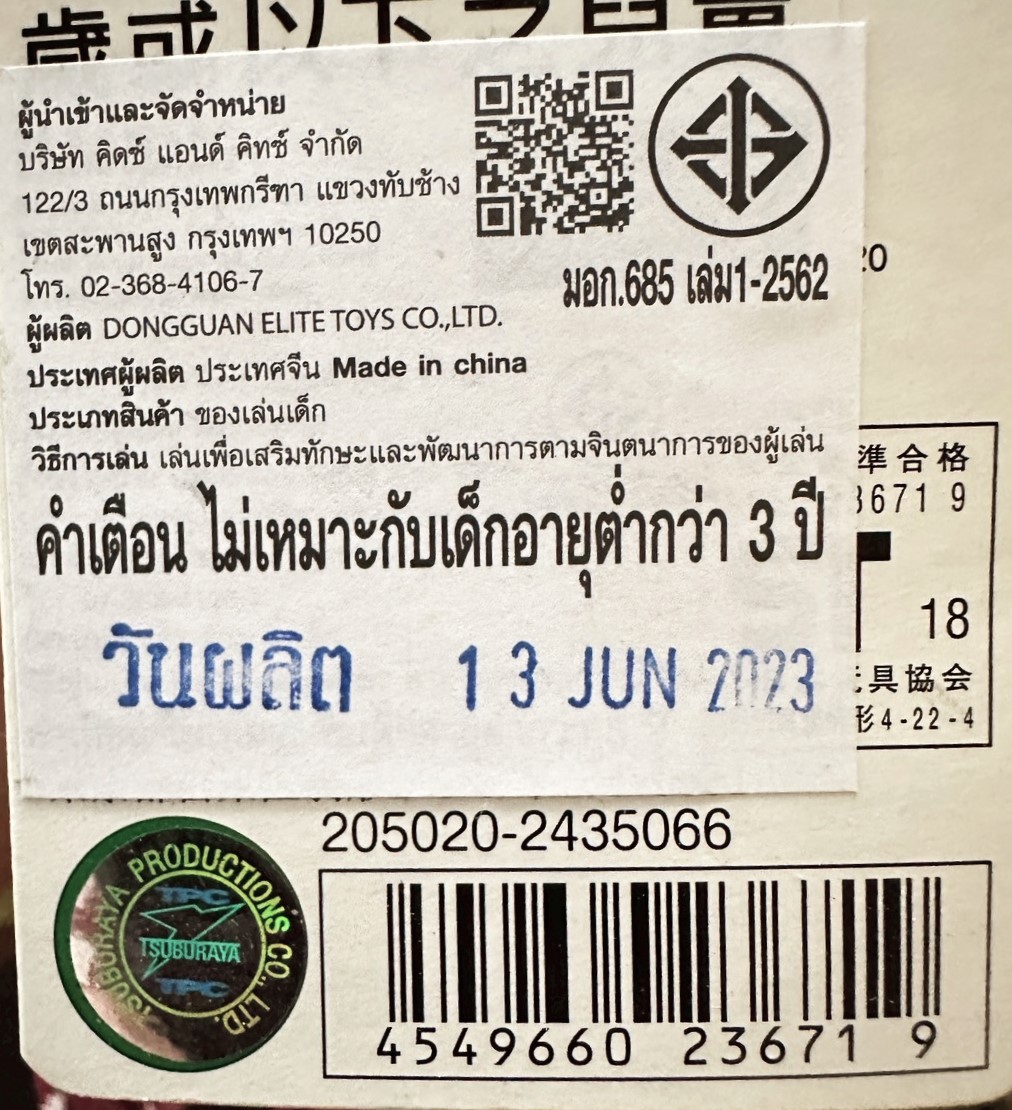 歳或以下之兒童
ผู้นำเข้าและจัดจำหน่าย
บริษัท คิดซ์ แอนด์ คิทซ์ จำกัด
122/3 ถนนกรุงเทพกรีฑา แขวงทับช้าง
เขตสะพานสูง กรุงเทพฯ 10250
โทร. 02-368-4106-7
มอก.685 เล่ม1-2562
ผู้ผลิต DONGGUAN ELITE TOYS CO.,LTD.
ประเทศผู้ผลิต ประเทศจีน Made in china
ประเภทสินค้า ของเล่นเด็ก
วิธีการเล่น เล่นเพื่อเสริมทักษะและพัฒนาการตามจินตนาการของผู้เล่น
คำเตือน ไม่เหมาะกับเด็กอายุต่ำกว่า 3 ปี
วันผลิต 13 JUN 2023
20
準合格
3671 9
18
玩具協会
形4-22-4
205020-2435066
TSUBURAYA PRODUCTIONS CO., LTD.
TPC
TSUBURAYA
TPC
4549660 23671 9